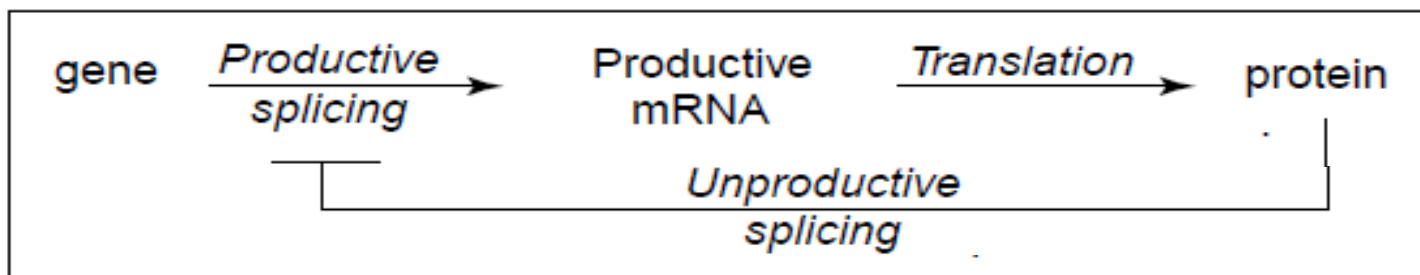 gene
Productive
splicing
Productive
mRNA
Translation
protein
Unproductive
splicing